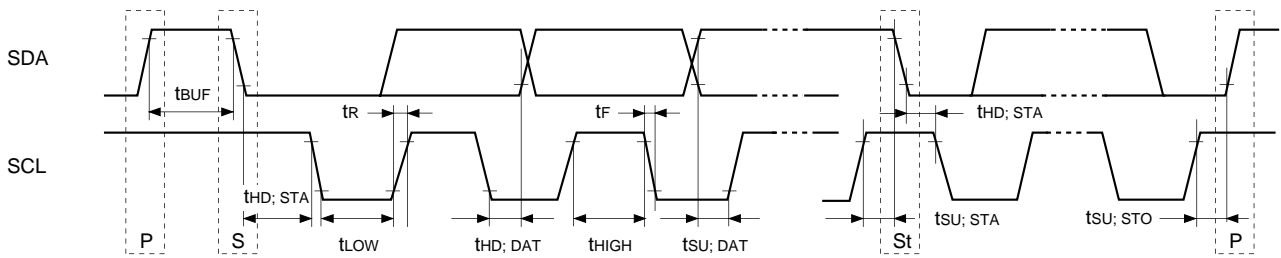 SDA
tBUF
tR
tF
tHD; STA
SCL
tHD; STA
tLOW
tHD; DAT
tHIGH
tSU; DAT
tSU; STA
tSU; STO
P
S
St
P